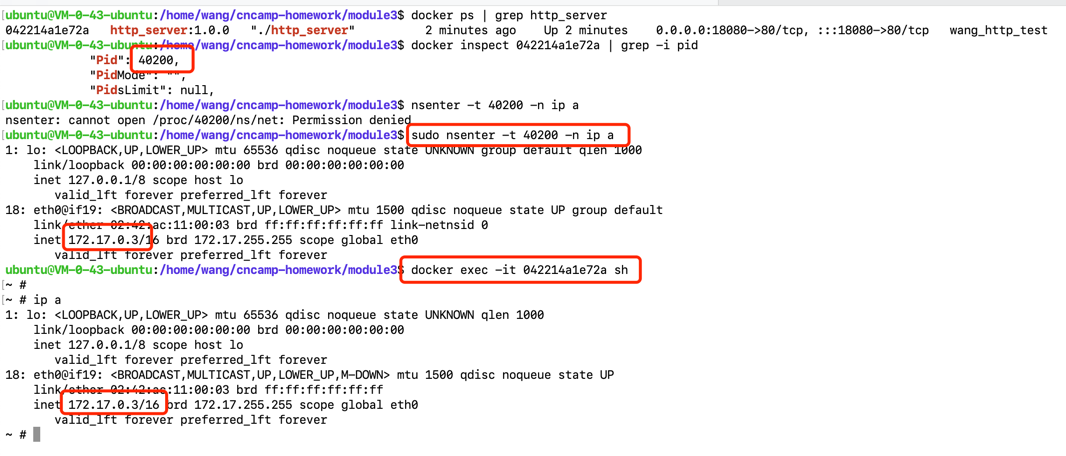 [ubuntu@VM-0-43-ubuntu:/home/wang/cncamp-homework/module3$ docker ps | grep http_server
042214a1e72a   http_server:1.0.0   "./http_server"          2 minutes ago    Up 2 minutes    0.0.0.0:18080->80/tcp, :::18080->80/tcp   wang_http_test
[ubuntu@VM-0-43-ubuntu:/home/wang/cncamp-homework/module3$ docker inspect 042214a1e72a | grep -i pid
            "Pid": 40200,
            "PidMode": "",
            "PidsLimit": null,
[ubuntu@VM-0-43-ubuntu:/home/wang/cncamp-homework/module3$ nsenter -t 40200 -n ip a
nsenter: cannot open /proc/40200/ns/net: Permission denied
[ubuntu@VM-0-43-ubuntu:/home/wang/cncamp-homework/module3$ sudo nsenter -t 40200 -n ip a
1: lo: <LOOPBACK,UP,LOWER_UP> mtu 65536 qdisc noqueue state UNKNOWN group default qlen 1000
    link/loopback 00:00:00:00:00:00 brd 00:00:00:00:00:00
    inet 127.0.0.1/8 scope host lo
       valid_lft forever preferred_lft forever
18: eth0@if19: <BROADCAST,MULTICAST,UP,LOWER_UP> mtu 1500 qdisc noqueue state UP group default
    link/ether 02:42:ac:11:00:03 brd ff:ff:ff:ff:ff:ff link-netnsid 0
    inet 172.17.0.3/16 brd 172.17.255.255 scope global eth0
       valid_lft forever preferred_lft forever
ubuntu@VM-0-43-ubuntu:/home/wang/cncamp-homework/module3$ docker exec -it 042214a1e72a sh
[~ #
[~ # ip a
1: lo: <LOOPBACK,UP,LOWER_UP> mtu 65536 qdisc noqueue state UNKNOWN qlen 1000
    link/loopback 00:00:00:00:00:00 brd 00:00:00:00:00:00
    inet 127.0.0.1/8 scope host lo
       valid_lft forever preferred_lft forever
18: eth0@if19: <BROADCAST,MULTICAST,UP,LOWER_UP,M-DOWN> mtu 1500 qdisc noqueue state UP
    link/ether 02:42:ac:11:00:03 brd ff:ff:ff:ff:ff:ff
    inet 172.17.0.3/16 brd 172.17.255.255 scope global eth0
       valid_lft forever preferred_lft forever
~ #